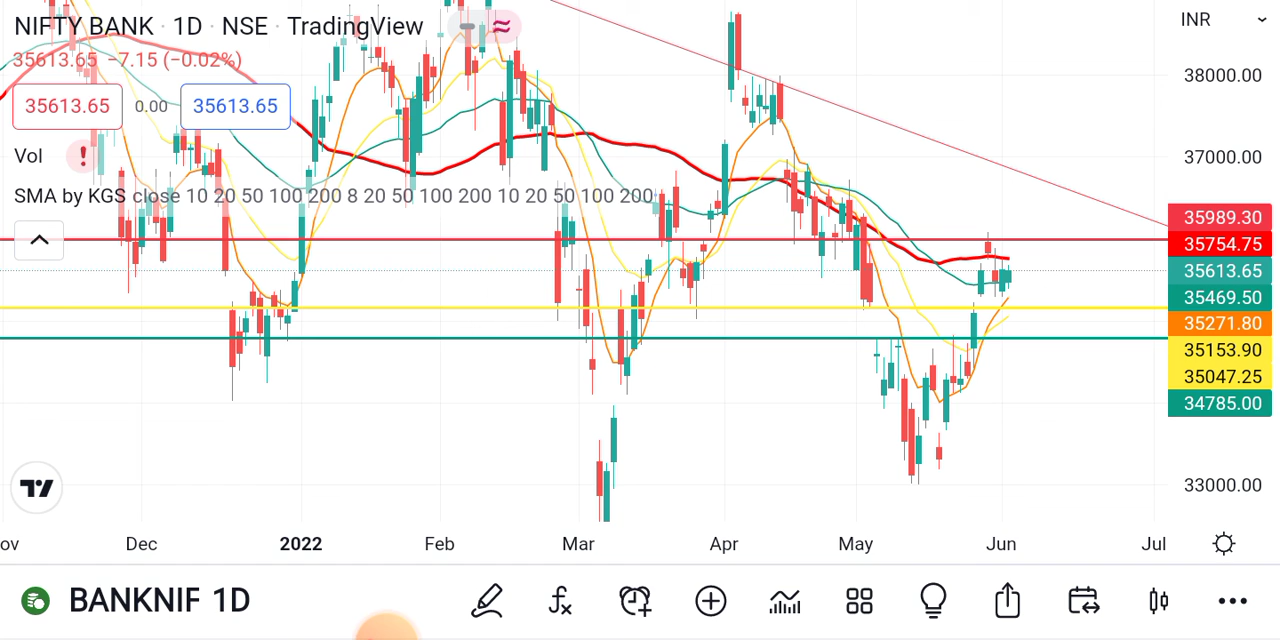 NIFTY BANK · 1D · NSE · TradingView
INR
35613.65 −7.15 (−0.02%)
35613.65 0.00 35613.65
Vol
SMA by KGS close 10 20 50 100 200 8 20 50 100 200 10 20 50 100 200
38000.00
37000.00
35989.30
35754.75
35613.65
35469.50
35271.80
35153.90
35047.25
34785.00
33000.00
ov Dec 2022 Feb Mar Apr May Jun Jul
BANKNIF 1D